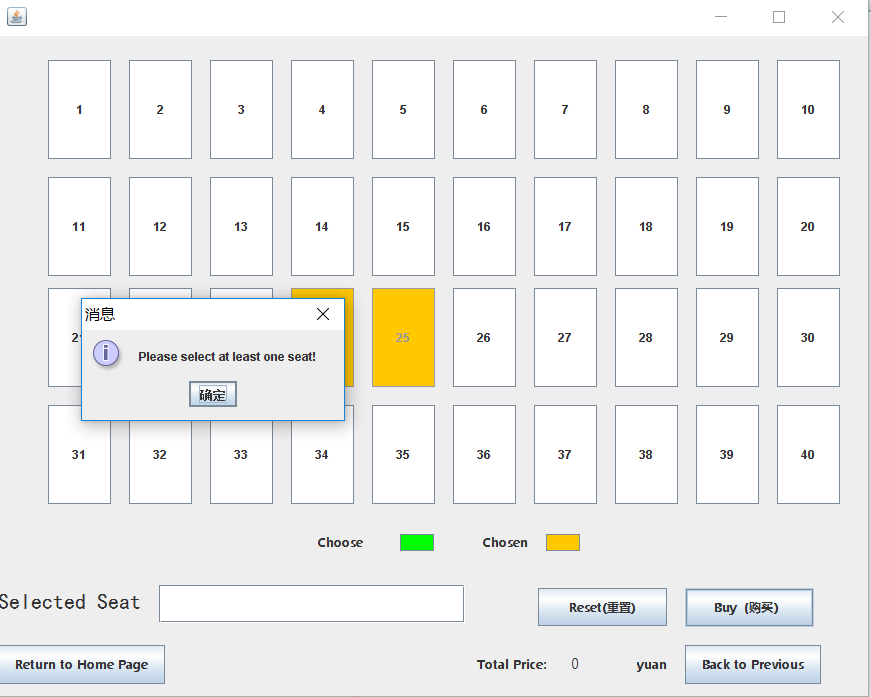 1 2 3 4 5 6 7 8 9 10
11 12 13 14 15 16 17 18 19 20
消息
25 26 27 28 29 30
Please select at least one seat!
确定
31 32 33 34 35 36 37 38 39 40
Choose Chosen
Selected Seat Reset(重置) Buy (购买)
Return to Home Page Total Price: 0 yuan Back to Previous